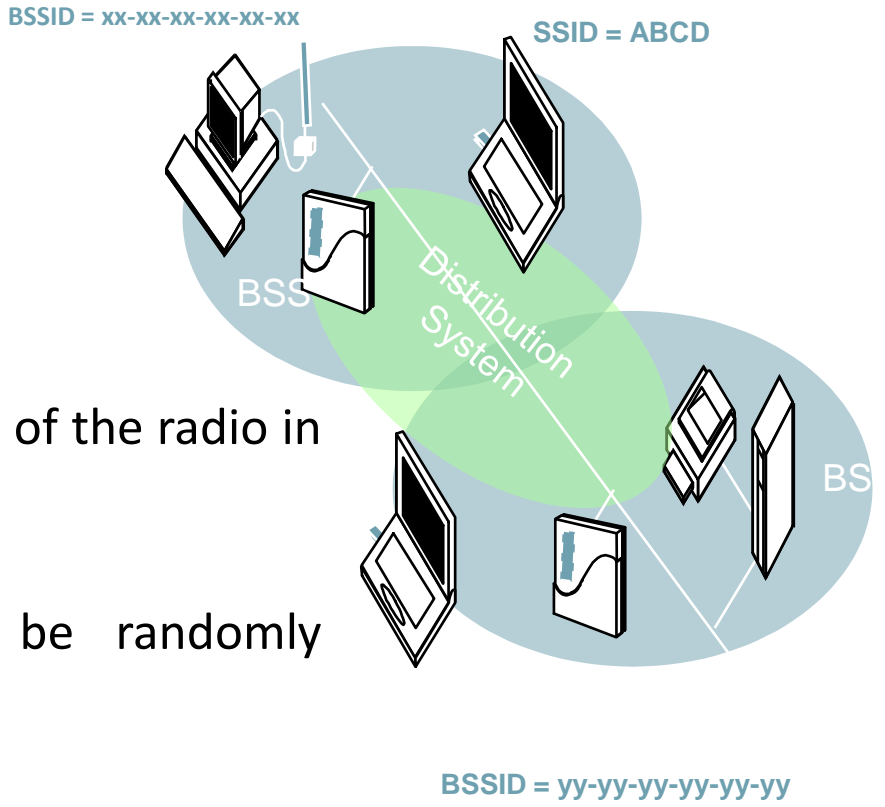 BSSID = xx-xx-xx-xx-xx-xx
SSID = ABCD
BSS
Distribution
System
of the radio in
BS
be randomly
BSSID = yy-yy-yy-yy-yy-yy